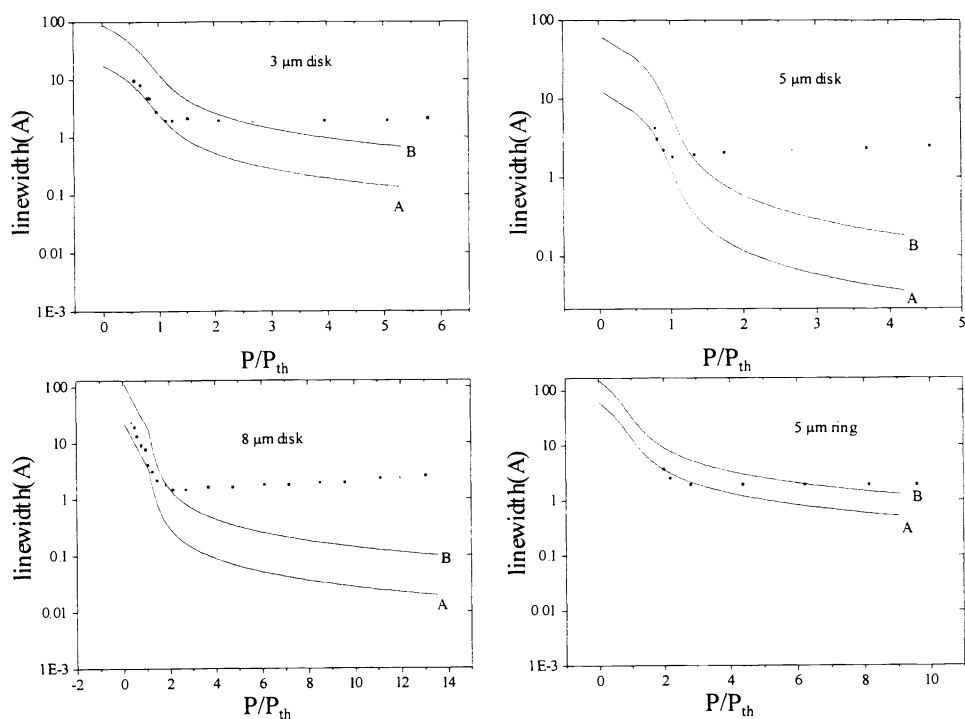 100
10
1
0.1
0.01
1E-3
linewidth(A)
3 µm disk
B
A
0 1 2 3 4 5 6
P/Pth
100
10
1
0.1
linewidth(A)
5 µm disk
B
A
0 1 2 3 4 5
P/Pth
100
10
1
0.1
0.01
1E-3
linewidth(A)
8 µm disk
B
A
-2 0 2 4 6 8 10 12 14
P/Pth
100
10
1
0.1
0.01
1E-3
linewidth(A)
5 µm ring
B
A
0 2 4 6 8 10
P/Pth